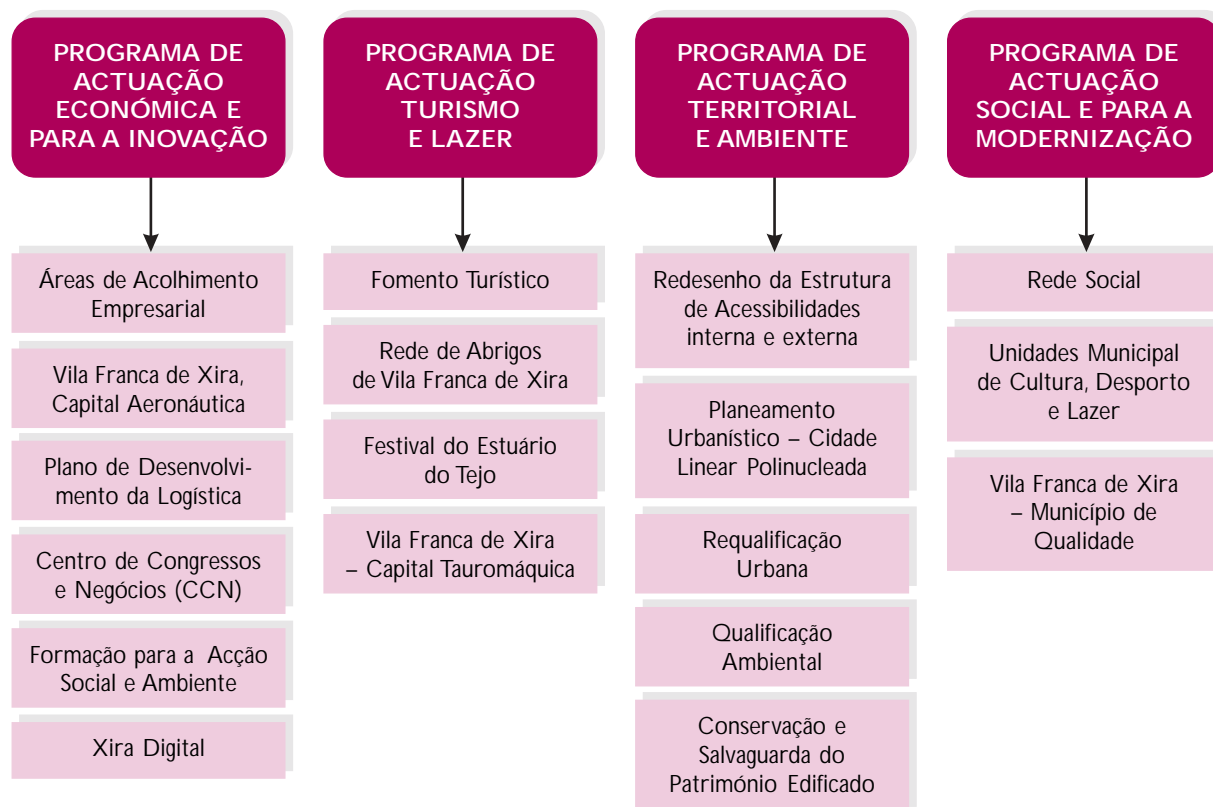 PROGRAMA DE
ACTUAÇÃO
ECONÓMICA E
PARA A INOVAÇÃO
Áreas de Acolhimento
Empresarial
Vila Franca de Xira,
Capital Aeronáutica
Plano de Desenvolvi-
mento da Logística
Centro de Congressos
e Negócios (CCN)
Formação para a Acção
Social e Ambiente
Xira Digital
PROGRAMA DE
ACTUAÇÃO
TURISMO
E LAZER
Fomento Turístico
Rede de Abrigos
de Vila Franca de Xira
Festival do Estuário
do Tejo
Vila Franca de Xira
– Capital Tauromáquica
PROGRAMA DE
ACTUAÇÃO
TERRITORIAL
E AMBIENTE
Redesenho da Estrutura
de Acessibilidades
interna e externa
Planeamento
Urbanístico – Cidade
Linear Polinucleada
Requalificação
Urbana
Qualificação
Ambiental
Conservação e
Salvaguarda do
Património Edificado
PROGRAMA DE
ACTUAÇÃO
SOCIAL E PARA A
MODERNIZAÇÃO
Rede Social
Unidades Municipal
de Cultura, Desporto
e Lazer
Vila Franca de Xira
– Município de
Qualidade